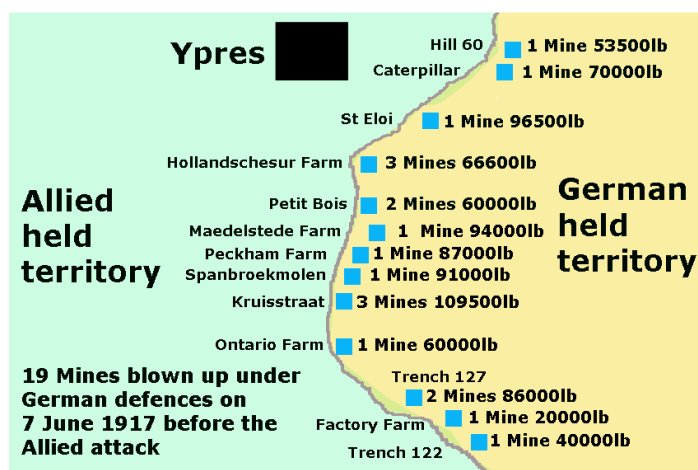 Ypres
Hill 60
1 Mine 53500lb
Caterpillar
1 Mine 70000lb
St Eloi
1 Mine 96500lb
Hollandschesur Farm
3 Mines 66600lb
Allied
held
territory
German
held
territory
Petit Bois
2 Mines 60000lb
Maedelstede Farm
1 Mine 94000lb
Peckham Farm
1 Mine 87000lb
Spanbroekmolen
1 Mine 91000lb
Kruisstraat
3 Mines 109500lb
Ontario Farm
1 Mine 60000lb
19 Mines blown up under
German defences on
7 June 1917 before the
Allied attack
Trench 127
2 Mines 86000lb
Factory Farm
1 Mine 20000lb
Trench 122
1 Mine 40000lb